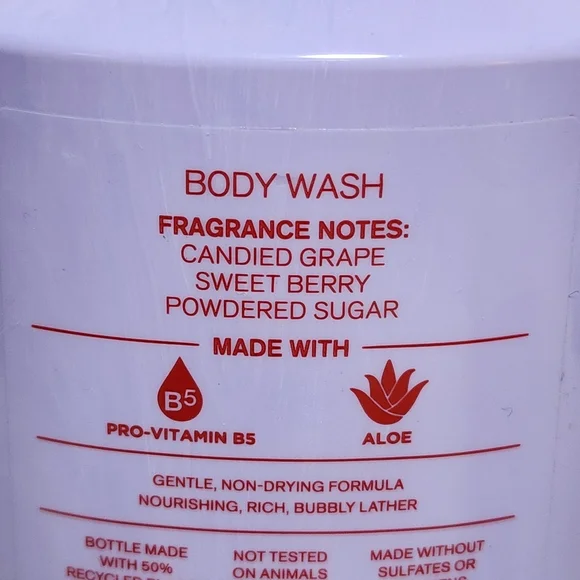 BODY WASH
FRAGRANCE NOTES:
CANDIED GRAPE
SWEET BERRY
POWDERED SUGAR
MADE WITH
B5
PRO-VITAMIN B5
ALOE
GENTLE, NON-DRYING FORMULA
NOURISHING, RICH, BUBBLY LATHER
BOTTLE MADE
WITH 50%
RECYCLED
NOT TESTED
ON ANIMALS
MADE WITHOUT
SULFATES OR